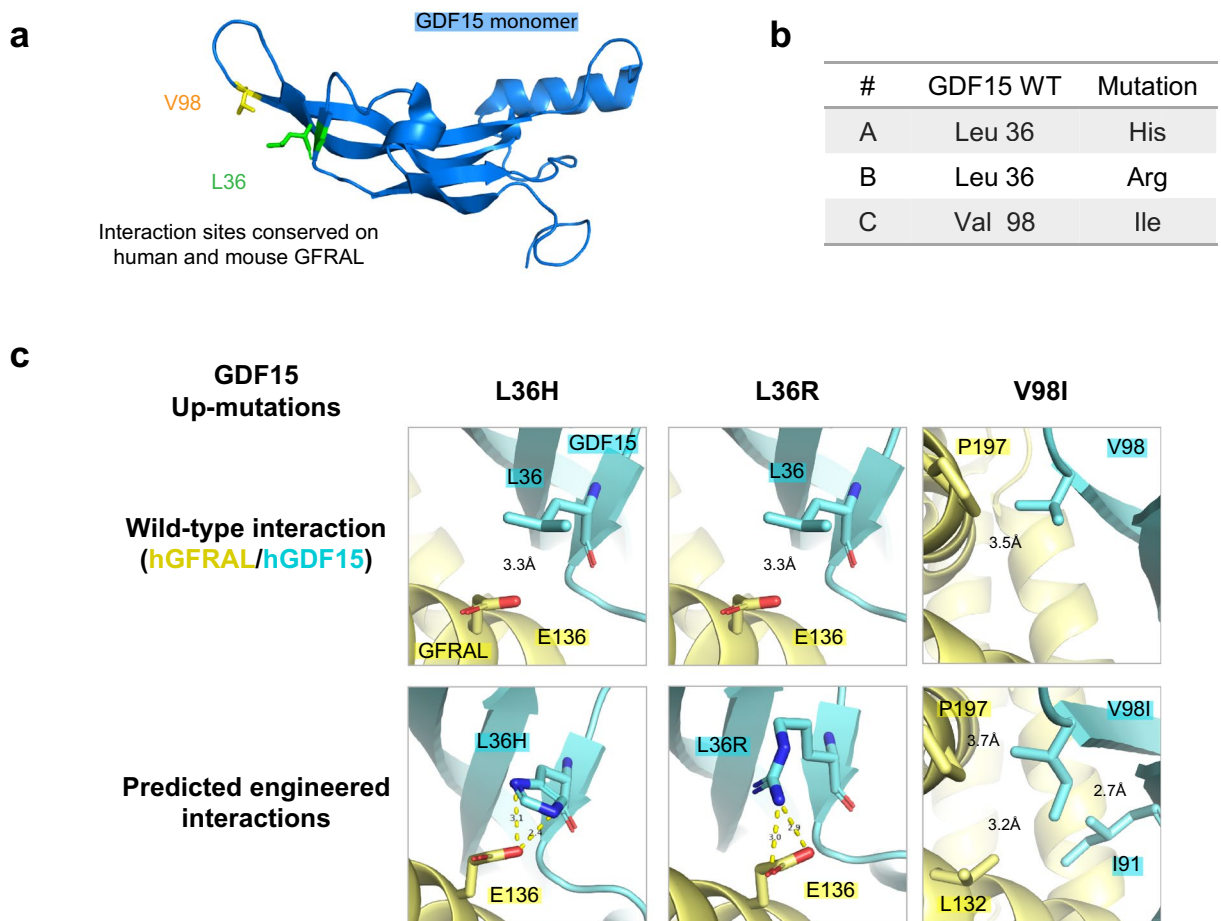 a
GDF15 monomer
V98
L36
Interaction sites conserved on
human and mouse GFRAL
b
# GDF15 WT Mutation
A Leu 36 His
B Leu 36 Arg
C Val 98 Ile
c
GDF15
Up-mutations
L36H L36R V98I
Wild-type interaction
(hGFRAL/hGDF15)
GDF15
L36
3.3Å
E136
GFRAL
L36
3.3Å
E136
P197
V98
3.5Å
Predicted engineered
interactions
L36H
3.1
2.4
E136
L36R
3.0
2.9
E136
P197
V98I
3.7Å
2.7Å
3.2Å
I91
L132